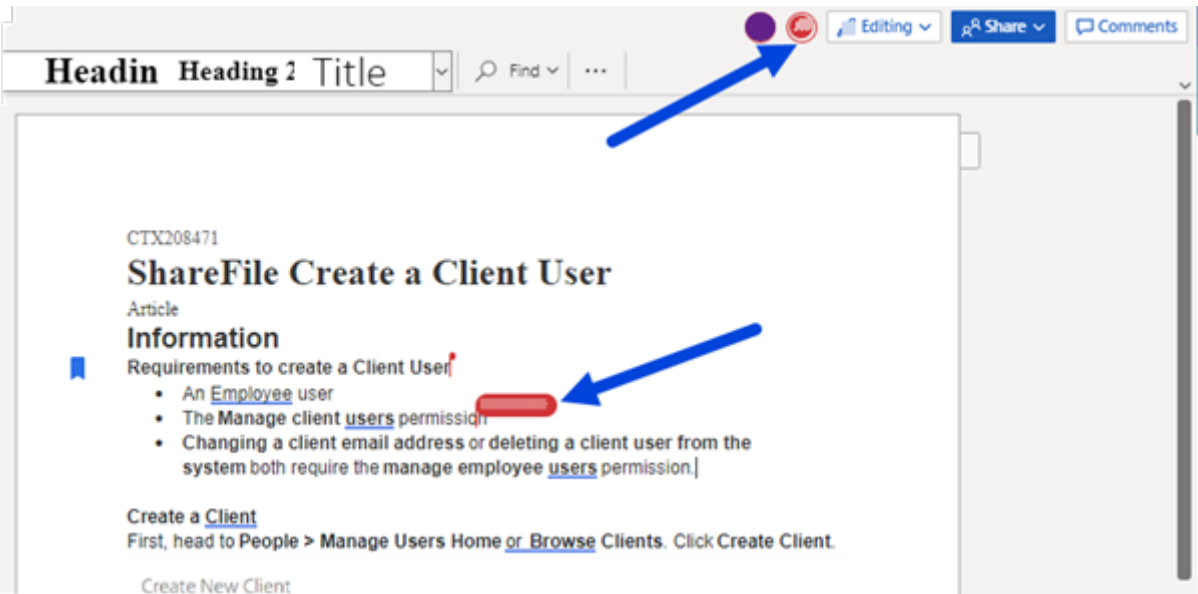 Editing Share Comments
Headin Heading 2 Title Find ...
CTX208471
ShareFile Create a Client User
Article
Information
Requirements to create a Client User
• An Employee user
• The Manage client users permission
• Changing a client email address or deleting a client user from the
system both require the manage employee users permission.
Create a Client
First, head to People > Manage Users Home or Browse Clients. Click Create Client.
Create New Client